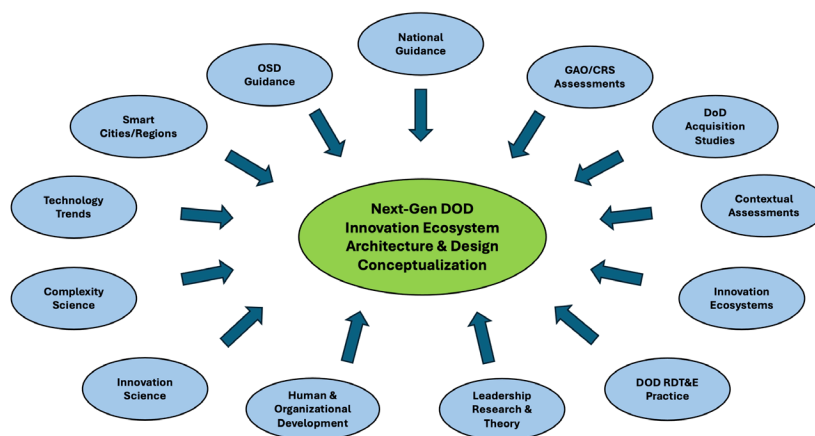 National
Guidance
OSD
Guidance
GAO/CRS
Assessments
Smart
Cities/Regions
DoD
Acquisition
Studies
Technology
Trends
Next-Gen DOD
Innovation Ecosystem
Architecture & Design
Conceptualization
Contextual
Assessments
Complexity
Science
Innovation
Ecosystems
Innovation
Science
Human &
Organizational
Development
Leadership
Research &
Theory
DOD RDT&E
Practice